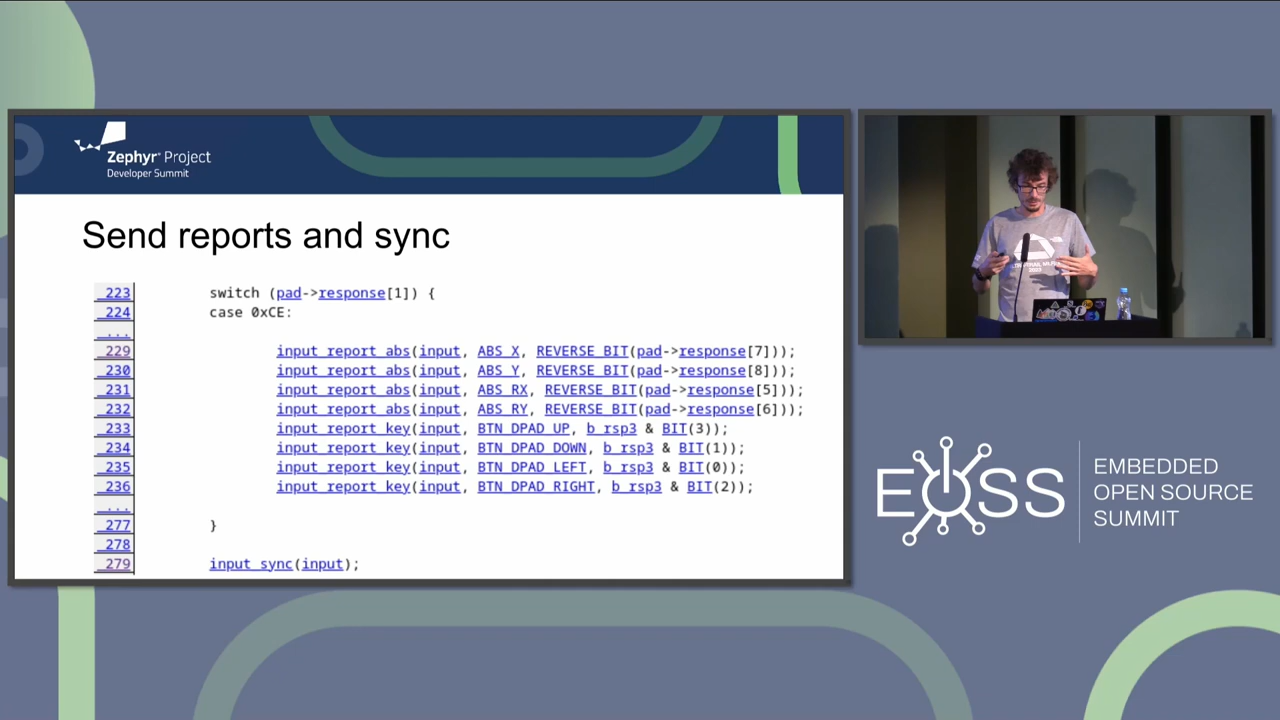 Zephyr® Project
Developer Summit
Send reports and sync
223 switch (pad->response[1]) {
224 case 0xCE:
...
229 input_report_abs(input, ABS_X, REVERSE_BIT(pad->response[7]));
230 input_report_abs(input, ABS_Y, REVERSE_BIT(pad->response[8]));
231 input_report_abs(input, ABS_RX, REVERSE_BIT(pad->response[5]));
232 input_report_abs(input, ABS_RY, REVERSE_BIT(pad->response[6]));
233 input_report_key(input, BTN_DPAD_UP, b_rsp3 & BIT(3));
234 input_report_key(input, BTN_DPAD_DOWN, b_rsp3 & BIT(1));
235 input_report_key(input, BTN_DPAD_LEFT, b_rsp3 & BIT(0));
236 input_report_key(input, BTN_DPAD_RIGHT, b_rsp3 & BIT(2));
...
277 }
278
279 input_sync(input);
2023
EOSS
EMBEDDED
OPEN SOURCE
SUMMIT